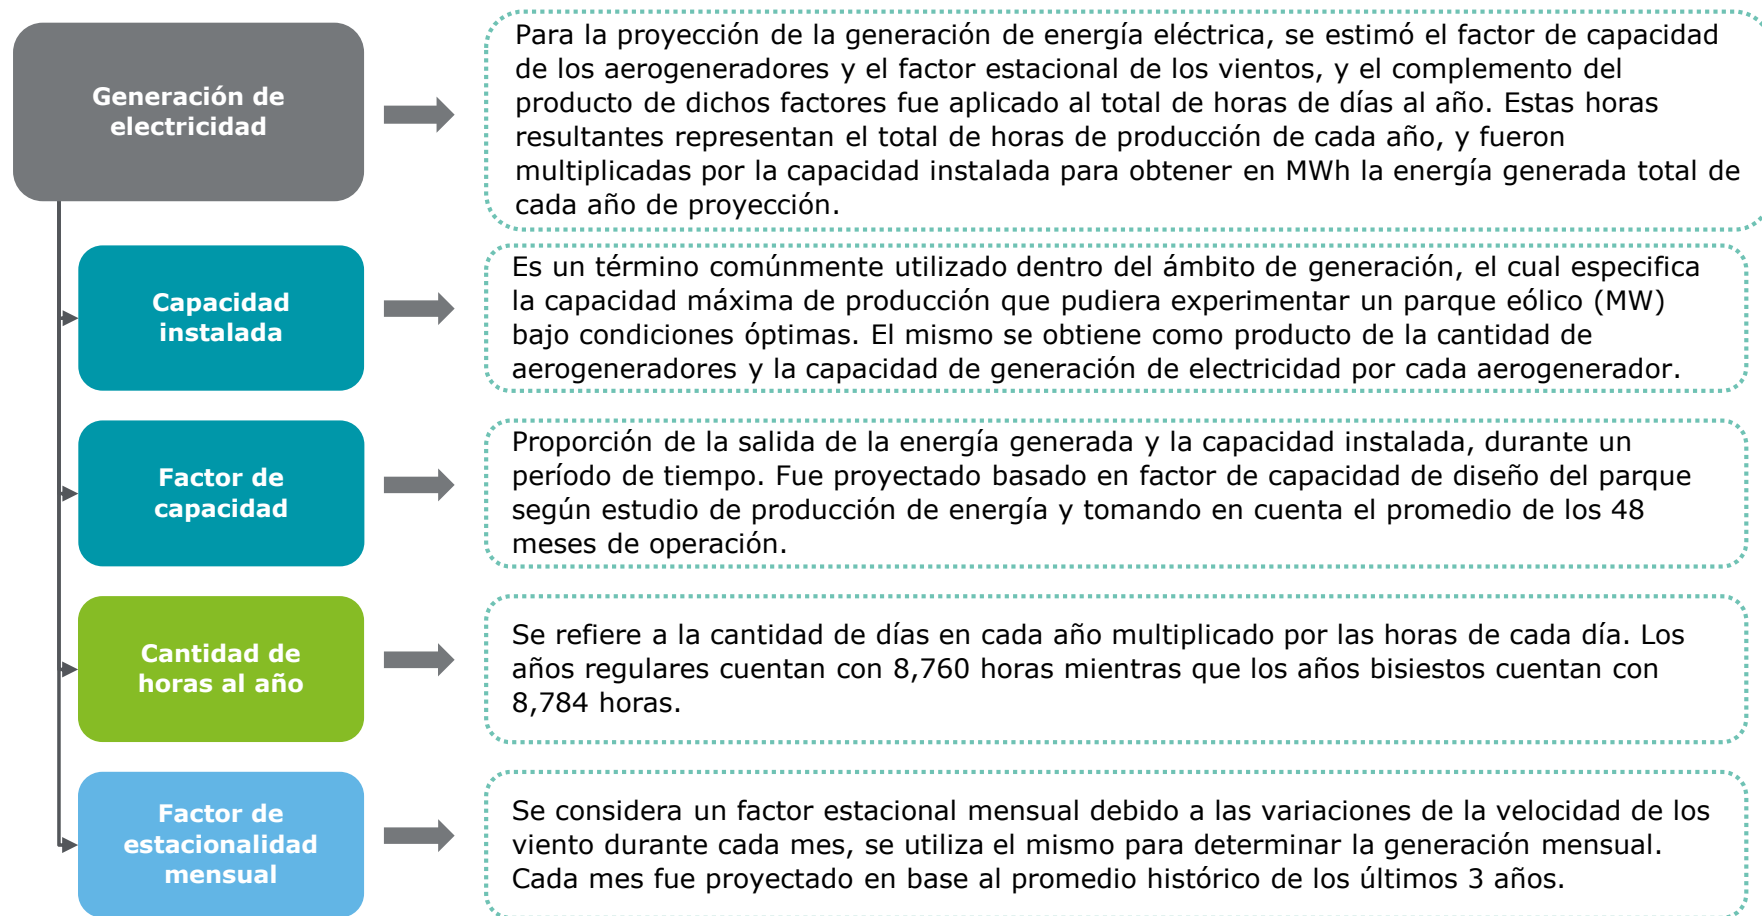 Generación de
electricidad
Para la proyección de la generación de energía eléctrica, se estimó el factor de capacidad
de los aerogeneradores y el factor estacional de los vientos, y el complemento del
producto de dichos factores fue aplicado al total de horas de días al año. Estas horas
resultantes representan el total de horas de producción de cada año, y fueron
multiplicadas por la capacidad instalada para obtener en MWh la energía generada total de
cada año de proyección.
Capacidad
instalada
Es un término comúnmente utilizado dentro del ámbito de generación, el cual especifica
la capacidad máxima de producción que pudiera experimentar un parque eólico (MW)
bajo condiciones óptimas. El mismo se obtiene como producto de la cantidad de
aerogeneradores y la capacidad de generación de electricidad por cada aerogenerador.
Factor de
capacidad
Proporción de la salida de la energía generada y la capacidad instalada, durante un
período de tiempo. Fue proyectado basado en factor de capacidad de diseño del parque
según estudio de producción de energía y tomando en cuenta el promedio de los 48
meses de operación.
Cantidad de
horas al año
Se refiere a la cantidad de días en cada año multiplicado por las horas de cada día. Los
años regulares cuentan con 8,760 horas mientras que los años bisiestos cuentan con
8,784 horas.
Factor de
estacionalidad
mensual
Se considera un factor estacional mensual debido a las variaciones de la velocidad de los
viento durante cada mes, se utiliza el mismo para determinar la generación mensual.
Cada mes fue proyectado en base al promedio histórico de los últimos 3 años.